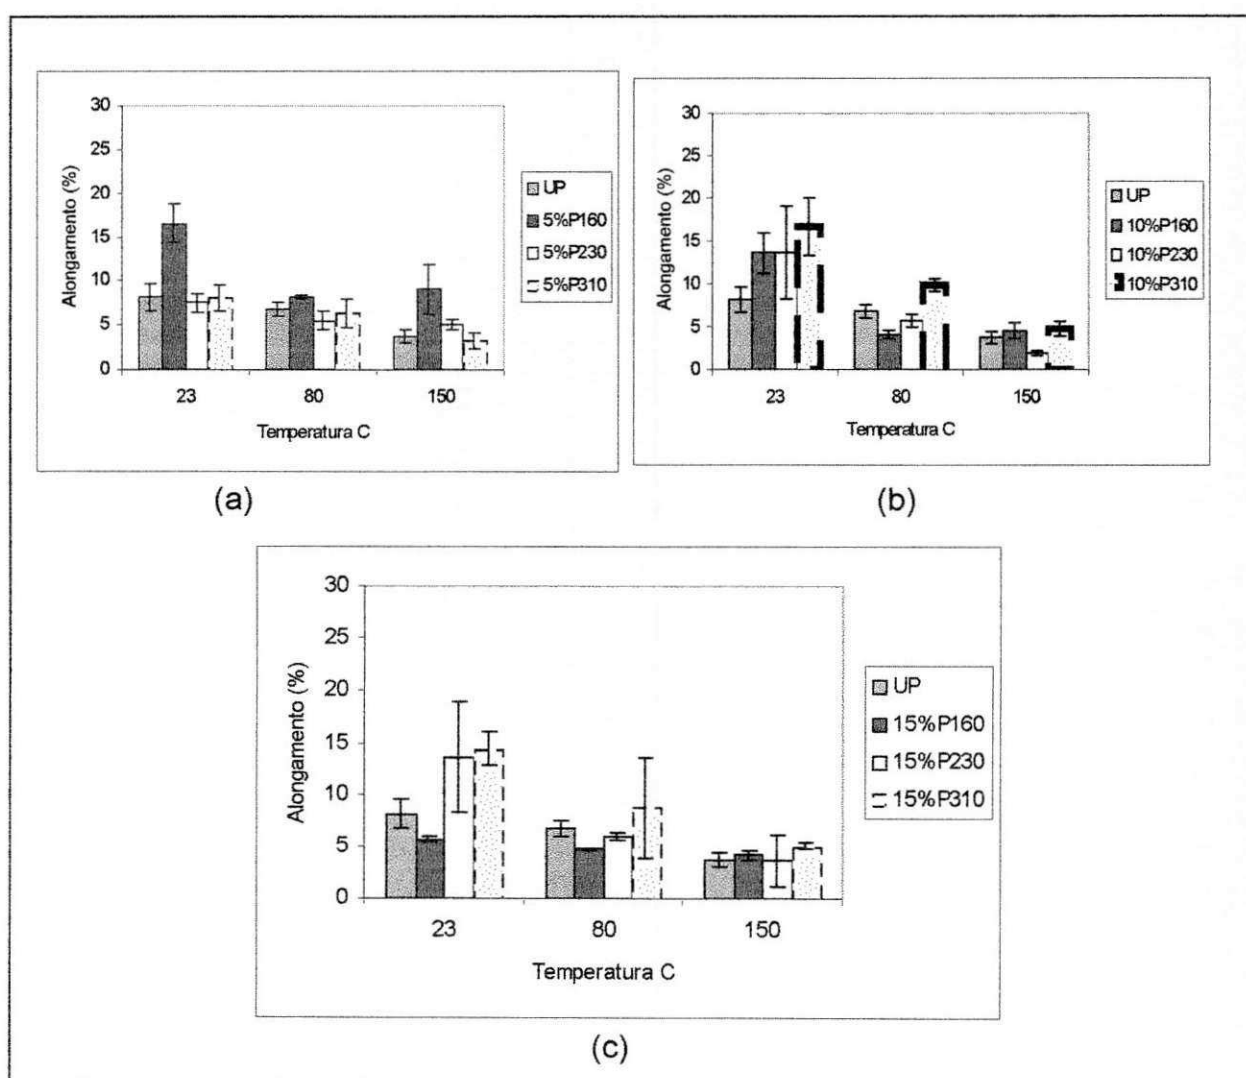 30
25
20
15
10
5
0
Alongamento (%)
23 80 150
Temperatura C
UP
5%P160
5%P230
5%P310
(a)
30
25
20
15
10
5
0
Alongamento (%)
23 80 150
Temperatura C
UP
10%P160
10%P230
10%P310
(b)
30
25
20
15
10
5
0
Alongamento (%)
23 80 150
Temperatura C
UP
15%P160
15%P230
15%P310
(c)